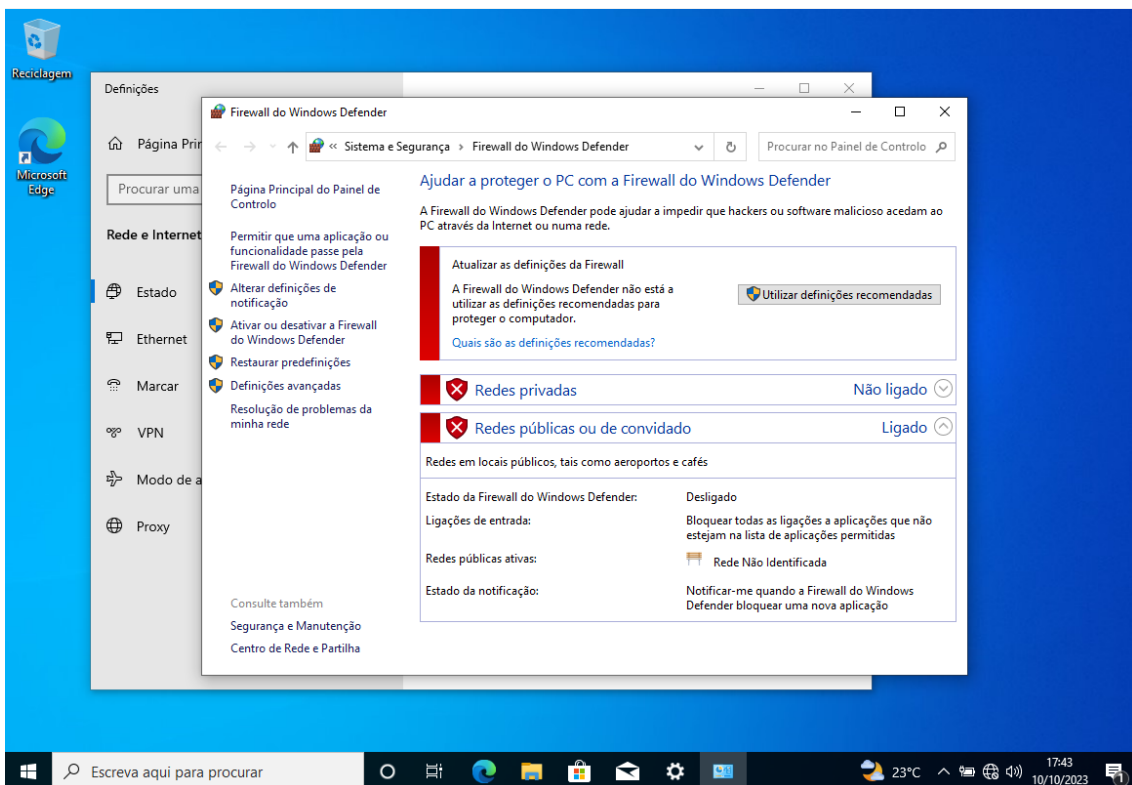 Reciclagem
Microsoft
Edge
Definições
Página Prin
Procurar uma
Rede e Internet
Estado
Ethernet
Marcar
VPN
Modo de a
Proxy
Firewall do Windows Defender
« Sistema e Segurança › Firewall do Windows Defender
Procurar no Painel de Controlo
Página Principal do Painel de
Controlo
Permitir que uma aplicação ou
funcionalidade passe pela
Firewall do Windows Defender
Alterar definições de
notificação
Ativar ou desativar a Firewall
do Windows Defender
Restaurar predefinições
Definições avançadas
Resolução de problemas da
minha rede
Consulte também
Segurança e Manutenção
Centro de Rede e Partilha
Ajudar a proteger o PC com a Firewall do Windows Defender
A Firewall do Windows Defender pode ajudar a impedir que hackers ou software malicioso acedam ao
PC através da Internet ou numa rede.
Atualizar as definições da Firewall
A Firewall do Windows Defender não está a
utilizar as definições recomendadas para
proteger o computador.
Utilizar definições recomendadas
Quais são as definições recomendadas?
Redes privadas Não ligado
Redes públicas ou de convidado Ligado
Redes em locais públicos, tais como aeroportos e cafés
Estado da Firewall do Windows Defender: Desligado
Ligações de entrada: Bloquear todas as ligações a aplicações que não
estejam na lista de aplicações permitidas
Redes públicas ativas: Rede Não Identificada
Estado da notificação: Notificar-me quando a Firewall do Windows
Defender bloquear uma nova aplicação
Escreva aqui para procurar
23°C
17:43
10/10/2023
1